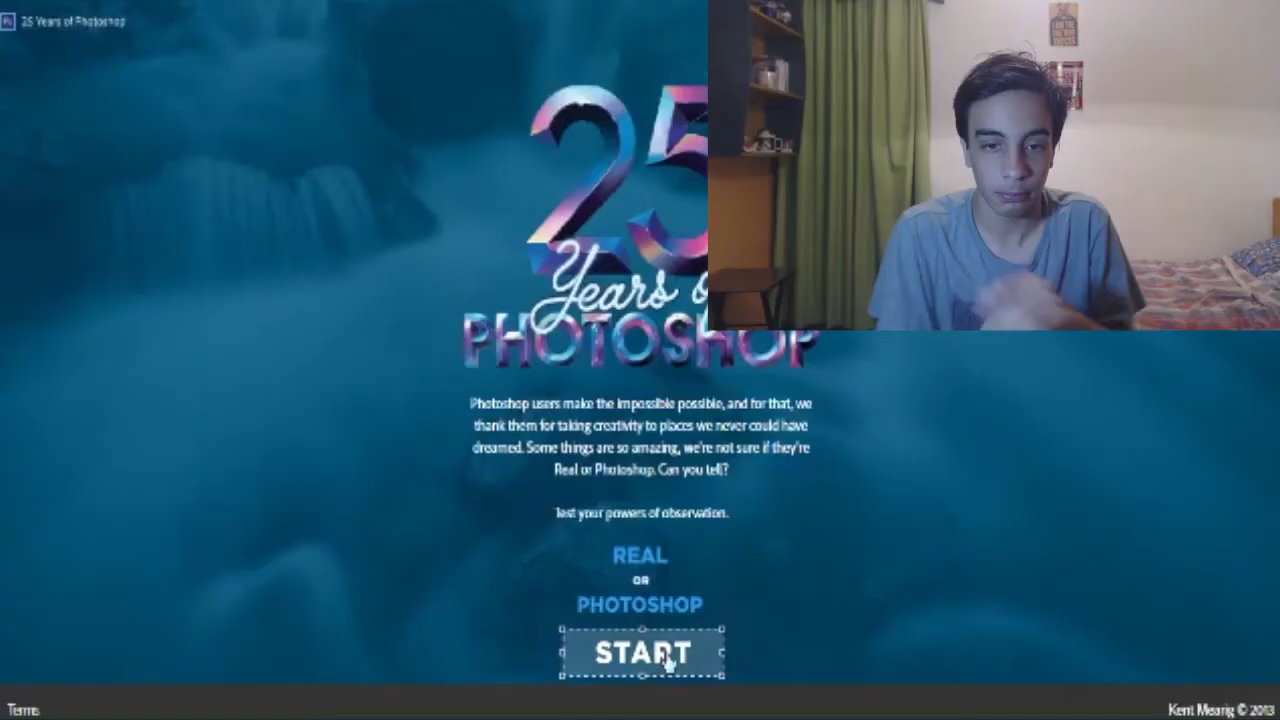 25 Years of Photoshop
25
Years
PHOTOSHOP
Photoshop users make the impossible possible, and for that, we
thank them for taking creativity to places we never could have
dreamed. Some things are so amazing, we're not sure if they're
Real or Photoshop. Can you tell?
Test your powers of observation.
REAL
OR
PHOTOSHOP
START
Terms
Kent Mearig © 2013